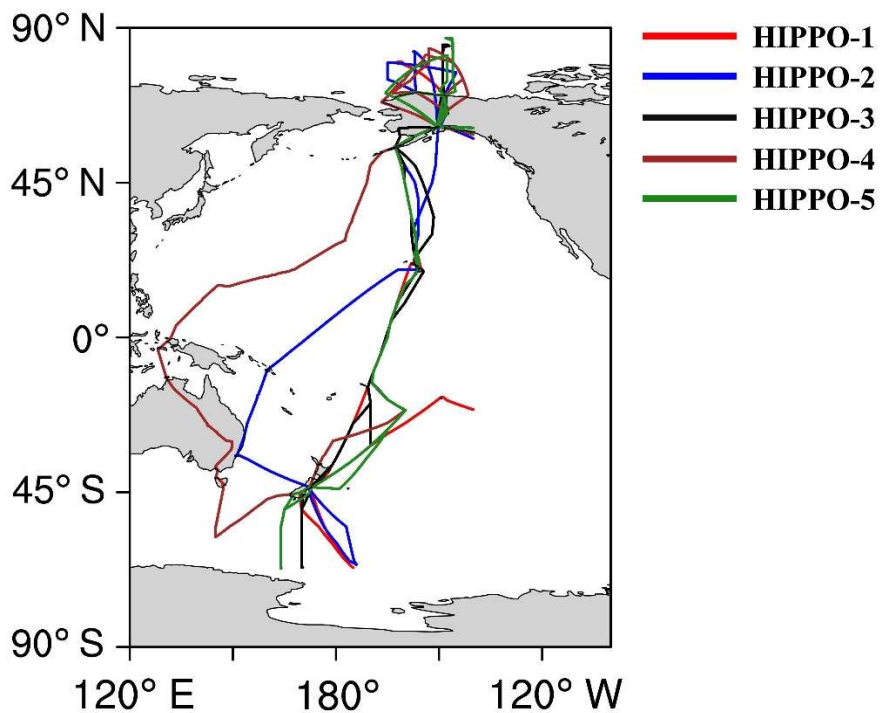 90° N
45° N
0°
45° S
90° S
120° E
180°
120° W
HIPPO-1
HIPPO-2
HIPPO-3
HIPPO-4
HIPPO-5